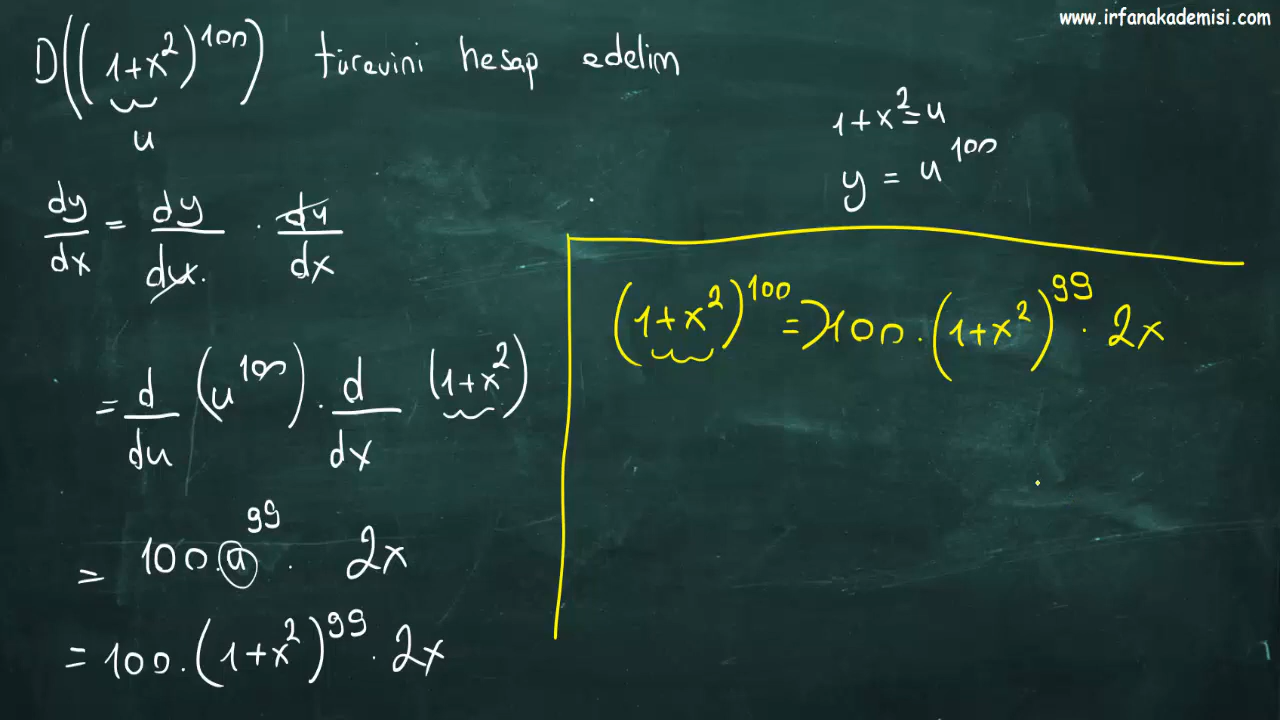 www.irfanakademisi.com
D((1+x²)¹⁰⁰) türevini hesap edelim
u
1+x²=u
y = u¹⁰⁰
dy/dx = dy/du · du/dx
= d/du (u¹⁰⁰) · d/dx (1+x²)
= 100.u⁹⁹ · 2x
= 100.(1+x²)⁹⁹ · 2x
(1+x²)¹⁰⁰ => 100.(1+x²)⁹⁹ · 2x